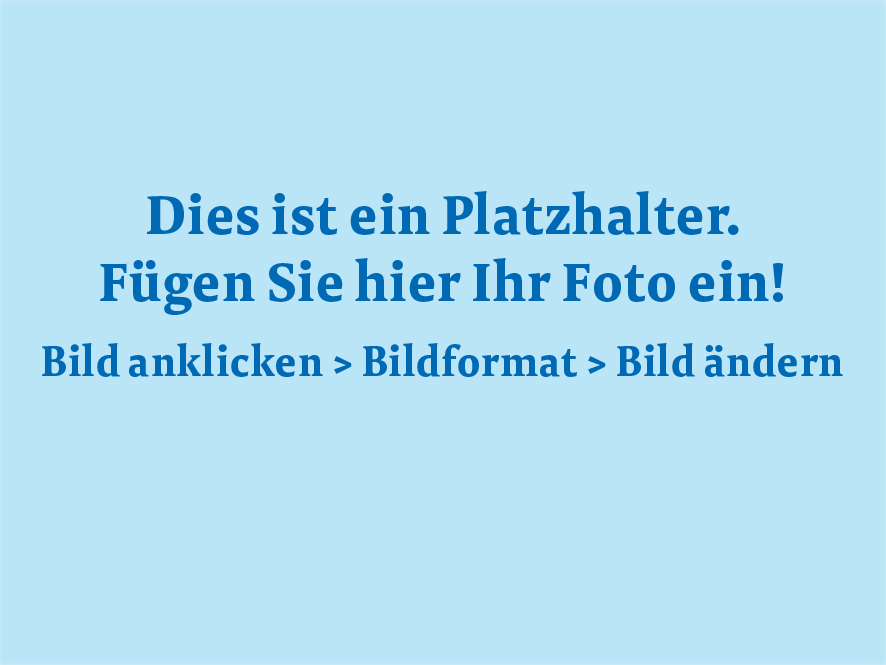 Dies ist ein Platzhalter.
Fügen Sie hier Ihr Foto ein!
Bild anklicken > Bildformat > Bild ändern